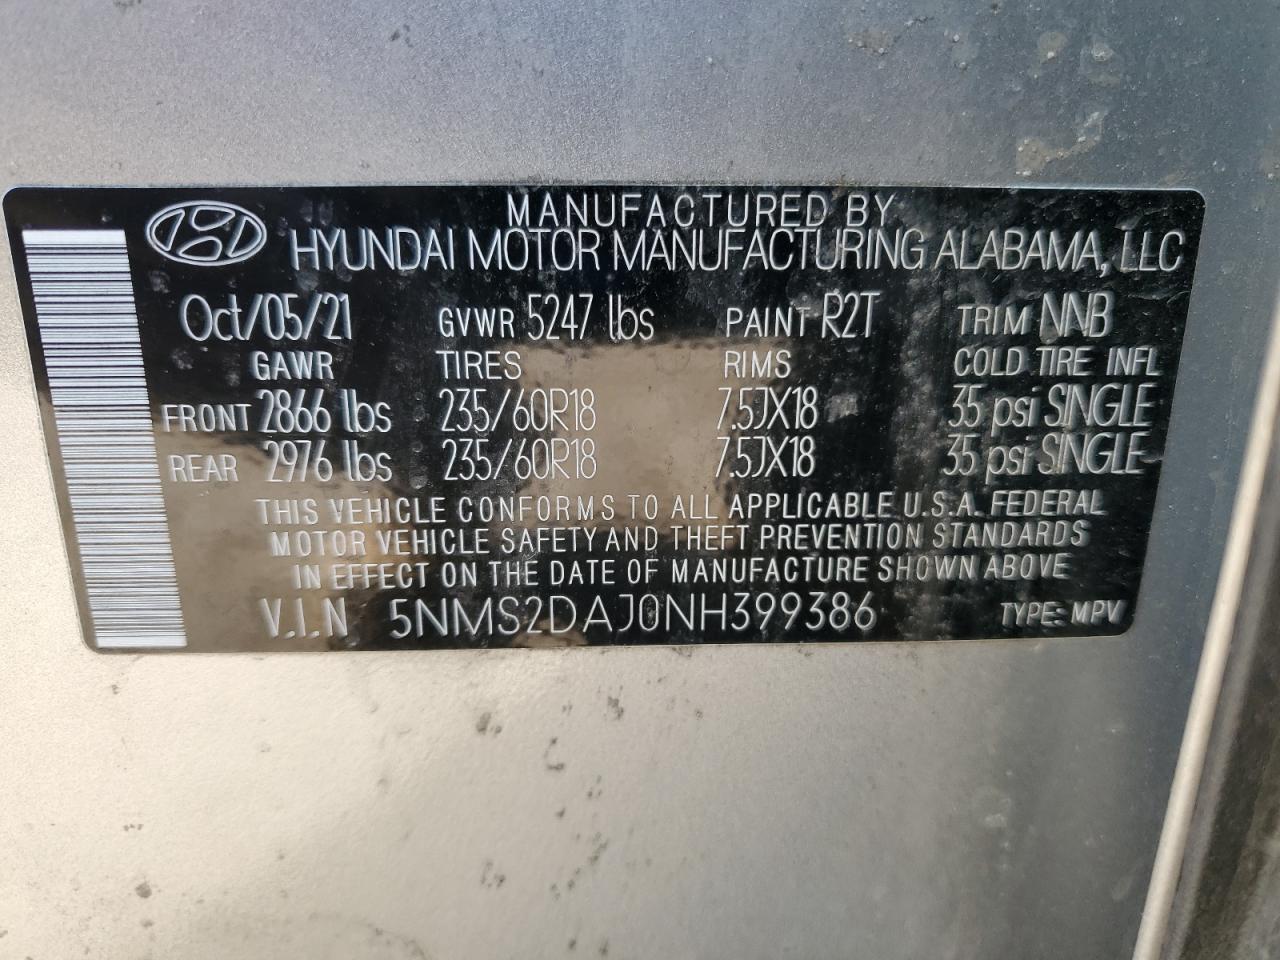 MANUFACTURED BY
HYUNDAI MOTOR MANUFACTURING ALABAMA, LLC
Oct/05/21 GVWR 5247 lbs PAINT R2T TRIM NNB
GAWR TIRES RIMS COLD TIRE INFL
FRONT 2866 lbs 235/60R18 7.5JX18 35 psi SINGLE
REAR 2976 lbs 235/60R18 7.5JX18 35 psi SINGLE
THIS VEHICLE CONFORMS TO ALL APPLICABLE U.S.A. FEDERAL
MOTOR VEHICLE SAFETY AND THEFT PREVENTION STANDARDS
IN EFFECT ON THE DATE OF MANUFACTURE SHOWN ABOVE
V.I.N 5NMS2DAJ0NH399386 TYPE: MPV